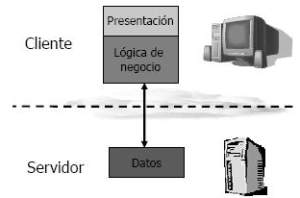 Presentación
Cliente
Lógica de
negocio
Servidor
Datos